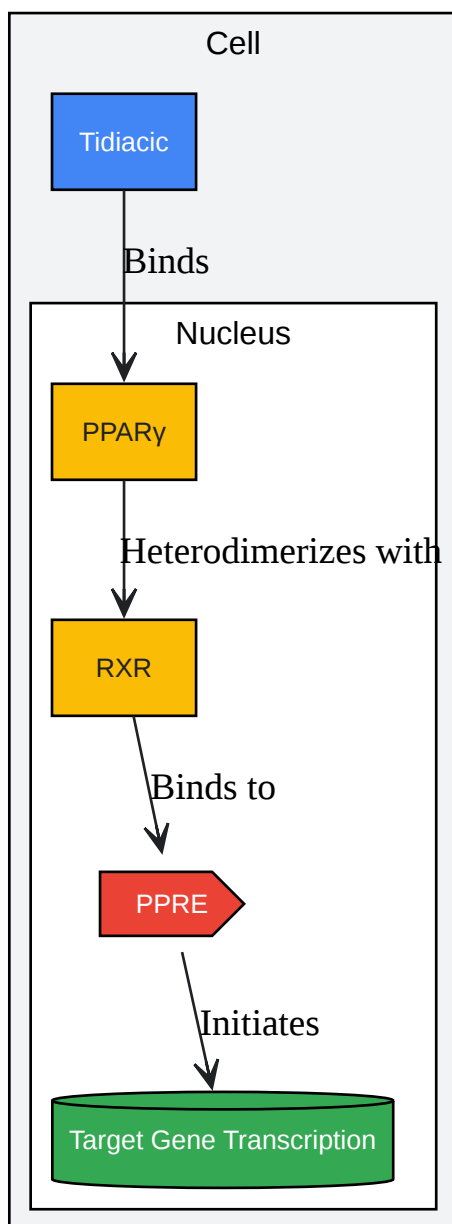 Cell
Tidiacic
Binds
Nucleus
PPARγ
Heterodimerizes with
RXR
Binds to
PPRE
Initiates
Target Gene Transcription